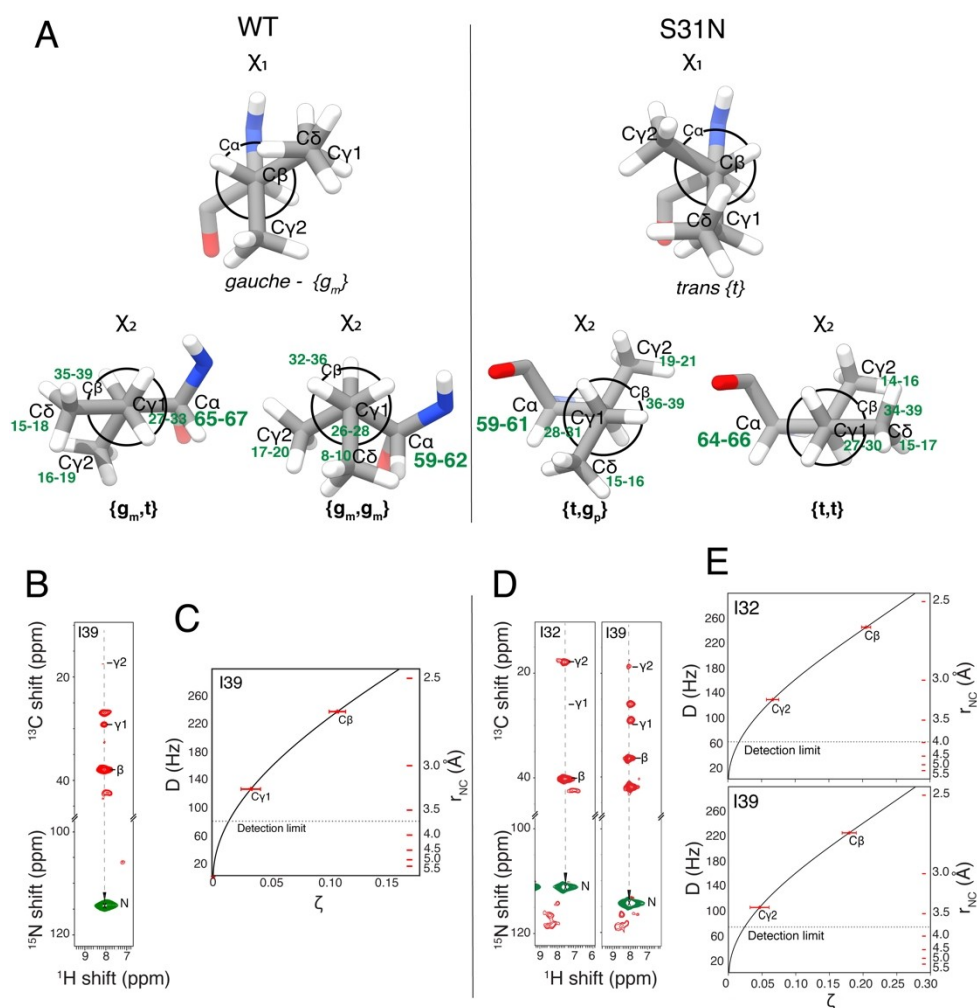 A
WT
S31N
χ1
χ1
Cα
Cδ
Cγ1
Cβ
Cγ2
gauche - {gm}
Cγ2
Cα
Cβ
Cδ
Cγ1
trans {t}
χ2
35-39
Cβ
Cα
Cδ
Cγ1
15-18
27-33
65-67
Cγ2
16-19
{gm,t}
χ2
32-36
Cβ
Cγ1
Cγ2
26-28
Cα
17-20
8-10
Cδ
59-62
{gm,gm}
χ2
Cγ2
19-21
Cβ
Cγ1
36-39
59-61
28-31
Cδ
15-16
{t,gp}
χ2
Cγ2
14-16
Cβ
34-39
Cα
Cγ1
Cδ
64-66
27-30
15-17
{t,t}
B
I39
γ2
γ1
β
N
20
40
100
120
13C shift (ppm)
15N shift (ppm)
9 8 7
1H shift (ppm)
C
I39
D (Hz)
260
220
180
140
100
60
20
Cβ
Cγ1
Detection limit
2.5
3.0
3.5
4.0
4.5
5.0
5.5
rNC (Å)
0 0.05 0.10 0.15
ζ
D
I32
I39
γ2
γ1
β
N
20
40
100
120
13C shift (ppm)
15N shift (ppm)
9 8 7 9 8 7 6
1H shift (ppm)
E
I32
D (Hz)
260
220
180
140
100
60
20
Cβ
Cγ2
Detection limit
2.5
3.0
3.5
4.0
4.5
5.0
5.5
rNC (Å)
0 0.05 0.10 0.15 0.20 0.25
I39
D (Hz)
260
220
180
140
100
60
20
Cβ
Cγ2
Detection limit
2.5
3.0
3.5
4.0
4.5
5.0
5.5
rNC (Å)
0 0.05 0.10 0.15 0.20 0.25 0.30
ζ